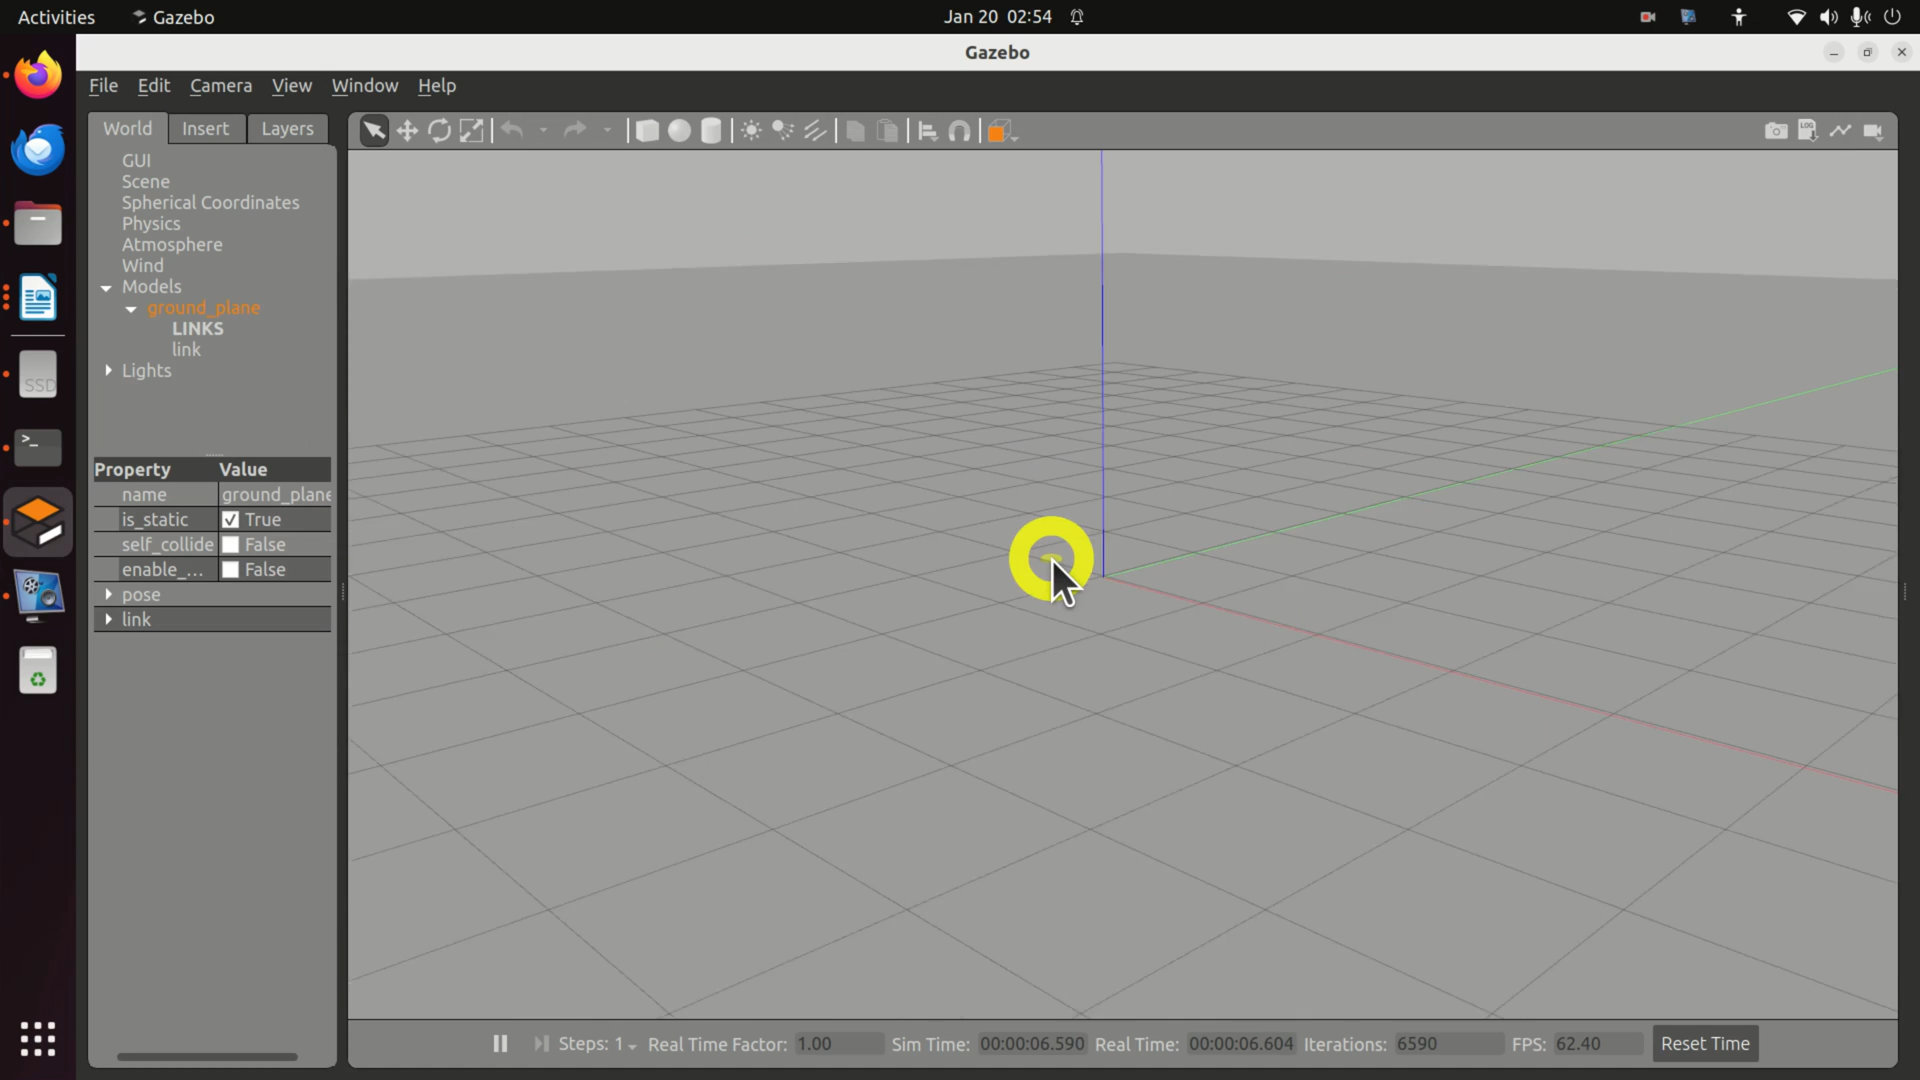 Activities Gazebo Jan 20 02:54
Gazebo
File Edit Camera View Window Help
World Insert Layers
LOG
GUI
Scene
Spherical Coordinates
Physics
Atmosphere
Wind
Models
ground_plane
LINKS
link
Lights
SSD
>_
Property Value
name ground_plane
is_static True
self_collide False
enable_... False
pose
link
Steps: 1 Real Time Factor: 1.00 Sim Time: 00:00:06.590 Real Time: 00:00:06.604 Iterations: 6590 FPS: 62.40 Reset Time